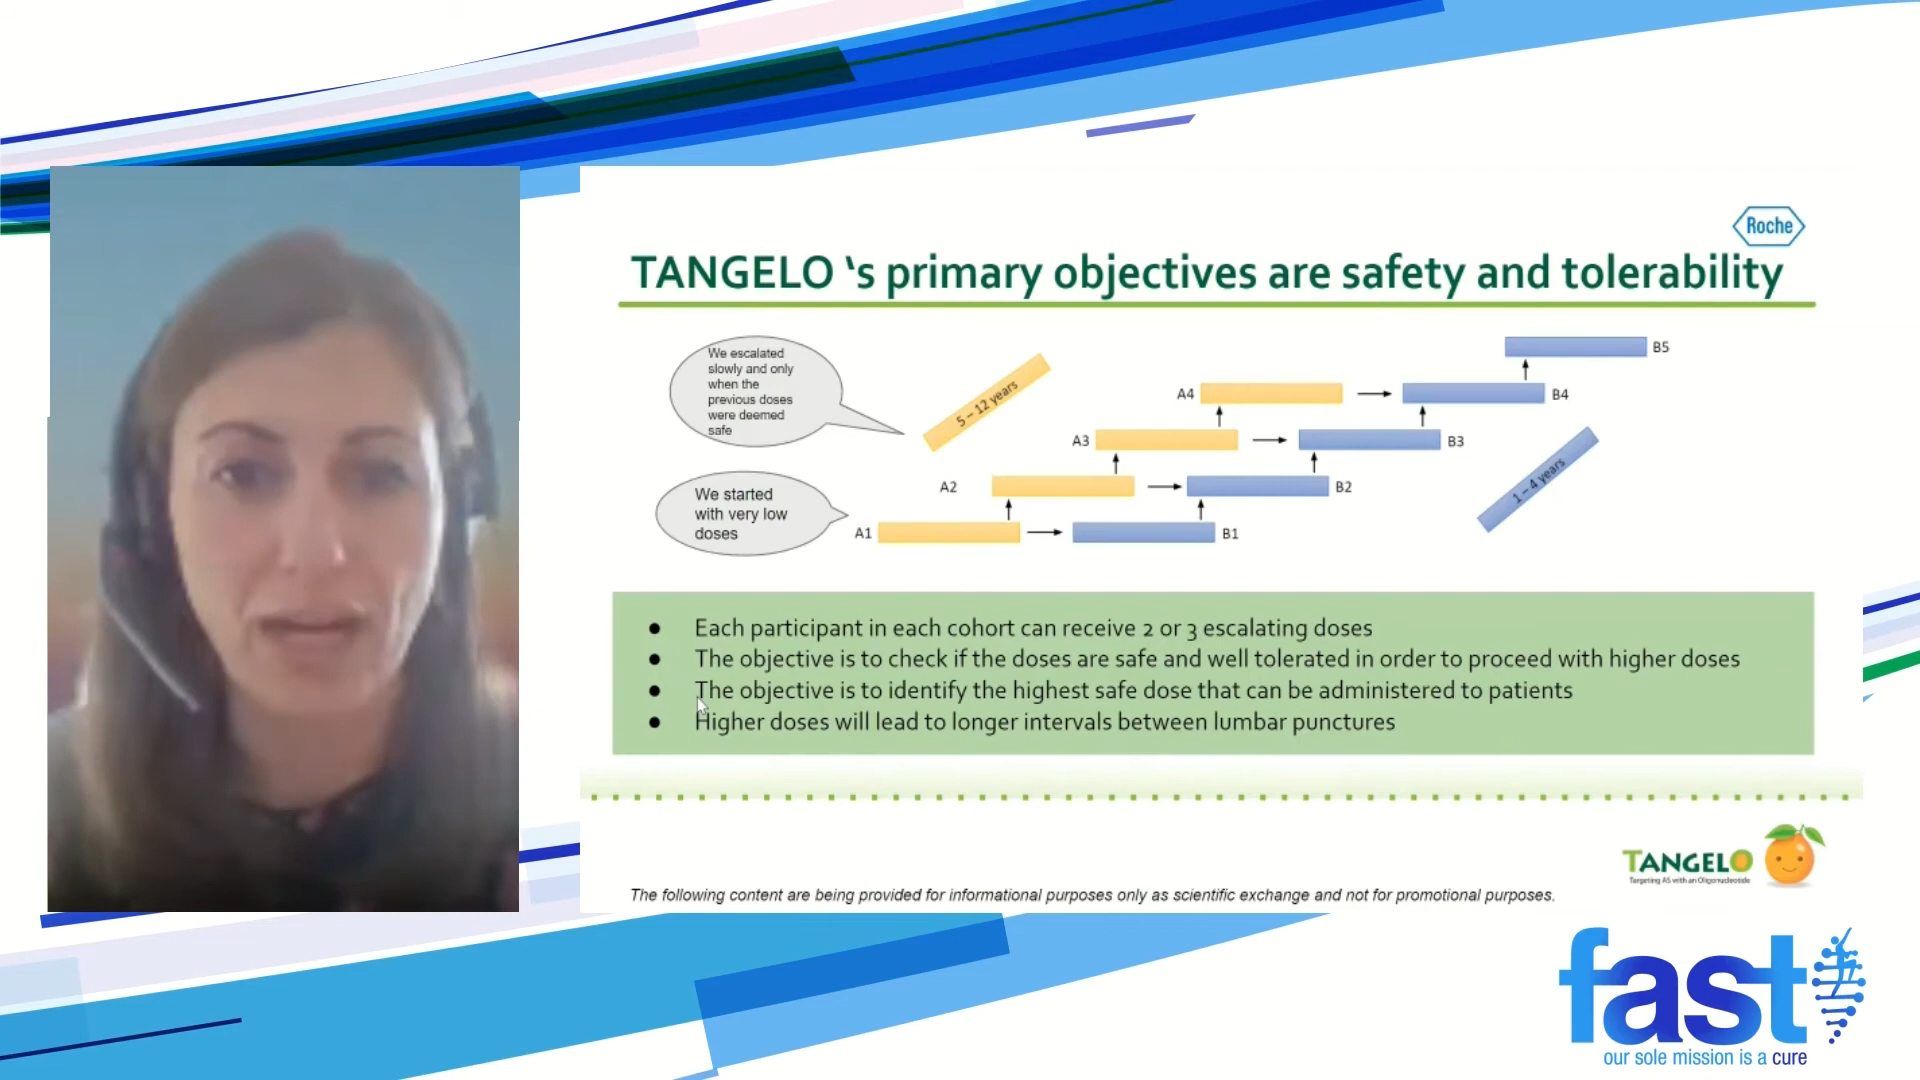 Roche
TANGELO 's primary objectives are safety and tolerability
We escalated
slowly and only
when the
previous doses
were deemed
safe
5 – 12 years
B5
A4
B4
A3
B3
1 – 4 years
We started
with very low
doses
A2
B2
A1
B1
● Each participant in each cohort can receive 2 or 3 escalating doses
● The objective is to check if the doses are safe and well tolerated in order to proceed with higher doses
● The objective is to identify the highest safe dose that can be administered to patients
● Higher doses will lead to longer intervals between lumbar punctures
TANGELO
Targeting AS with an Oligonucleotide
The following content are being provided for informational purposes only as scientific exchange and not for promotional purposes.
fast
our sole mission is a cure